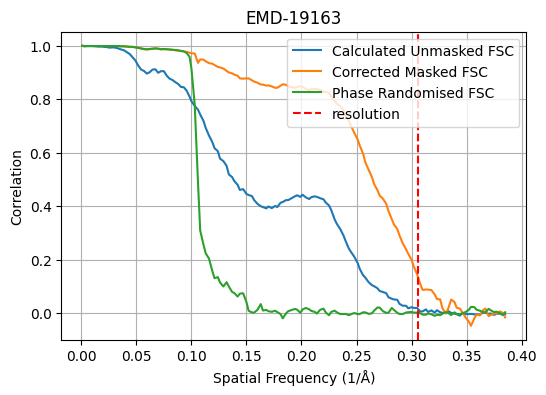 EMD-19163
Calculated Unmasked FSC
Corrected Masked FSC
Phase Randomised FSC
resolution
Correlation
1.0
0.8
0.6
0.4
0.2
0.0
0.00 0.05 0.10 0.15 0.20 0.25 0.30 0.35 0.40
Spatial Frequency (1/Å)